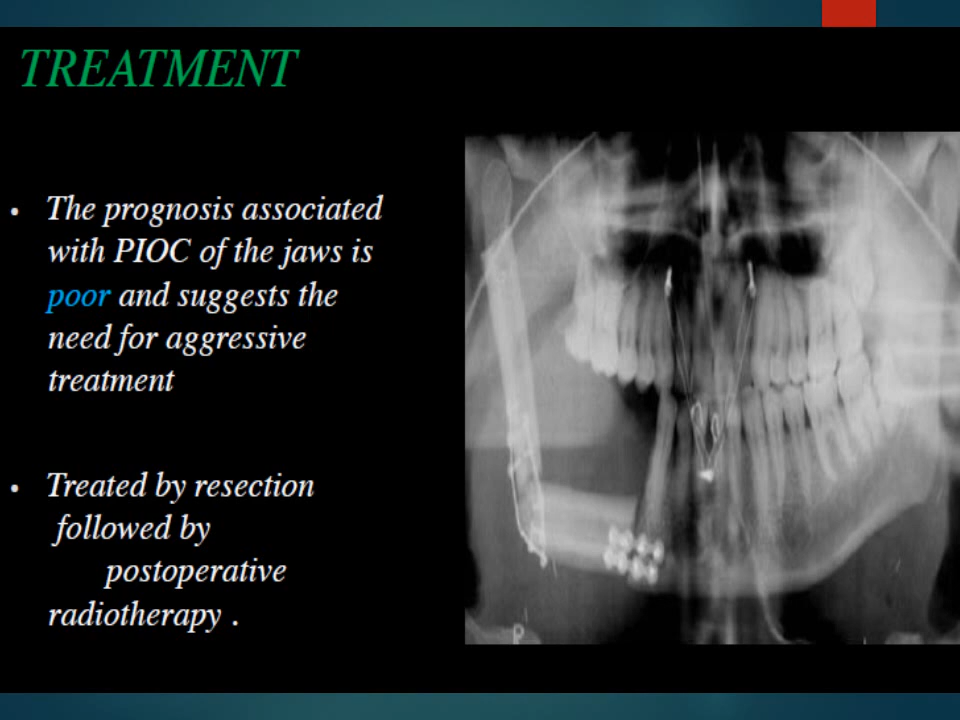 TREATMENT
• The prognosis associated
with PIOC of the jaws is
poor and suggests the
need for aggressive
treatment
• Treated by resection
followed by
postoperative
radiotherapy .